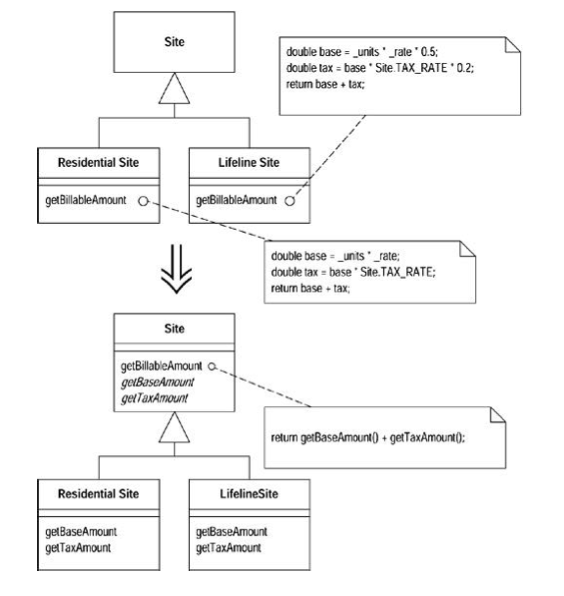 Site
double base = _units * _rate * 0.5;
double tax = base * Site.TAX_RATE * 0.2;
return base + tax;
Residential Site
getBillableAmount
Lifeline Site
getBillableAmount
double base = _units * _rate;
double tax = base * Site.TAX_RATE;
return base + tax;
Site
getBillableAmount
getBaseAmount
getTaxAmount
return getBaseAmount() + getTaxAmount();
Residential Site
getBaseAmount
getTaxAmount
LifelineSite
getBaseAmount
getTaxAmount